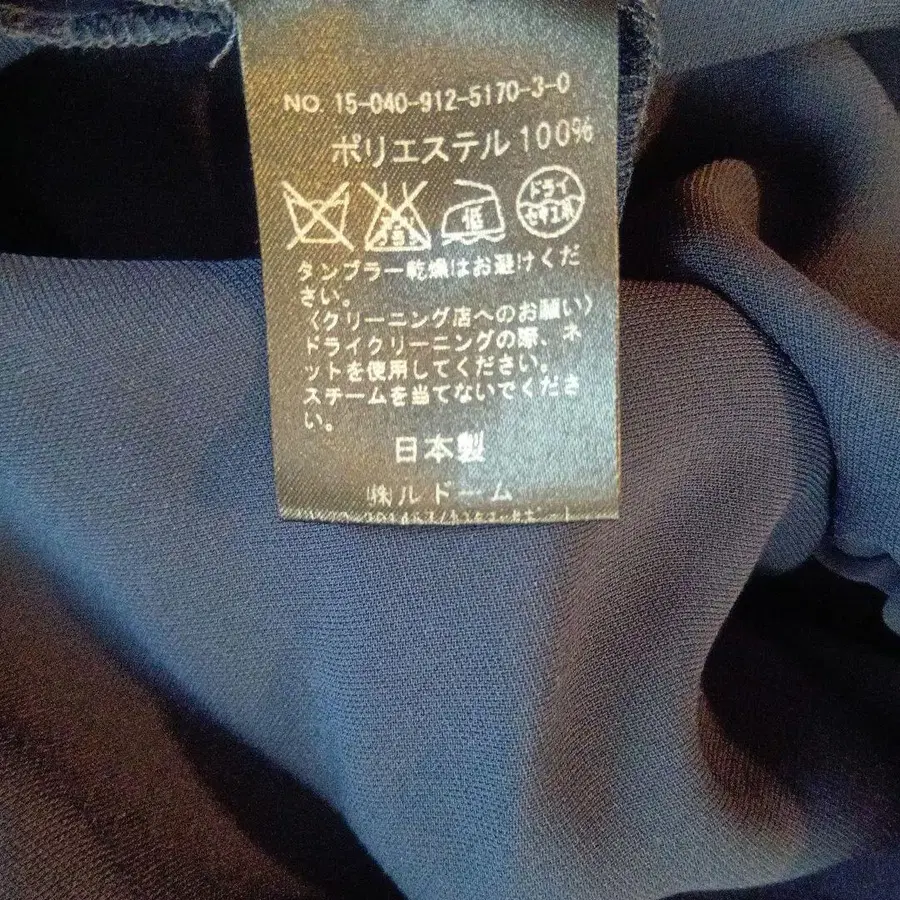 NO. 15-040-912-5170-3-0
ポリエステル 100%
低
ドライ
セキユ系
タンブラー乾燥はお避けくだ
さい。
〈クリーニング店へのお願い〉
ドライクリーニングの際、ネ
ットを使用してください。
スチームを当てないでくださ
い。
日本製
㈱ルドーム